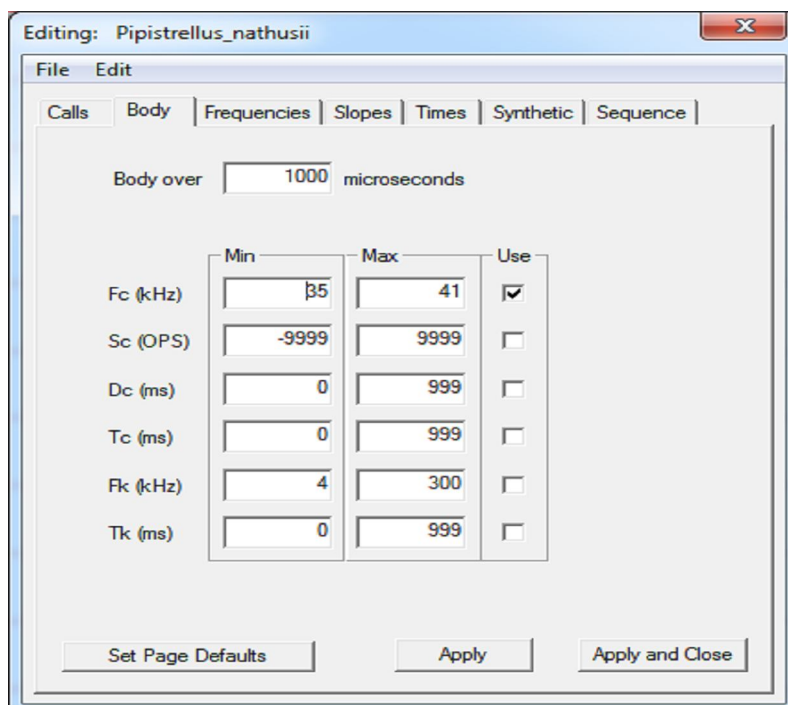 Editing: Pipistrellus_nathusii
File Edit
Calls Body Frequencies Slopes Times Synthetic Sequence
Body over 1000 microseconds
Min Max Use
Fc (kHz) 35 41
Sc (OPS) -9999 9999
Dc (ms) 0 999
Tc (ms) 0 999
Fk (kHz) 4 300
Tk (ms) 0 999
Set Page Defaults Apply Apply and Close